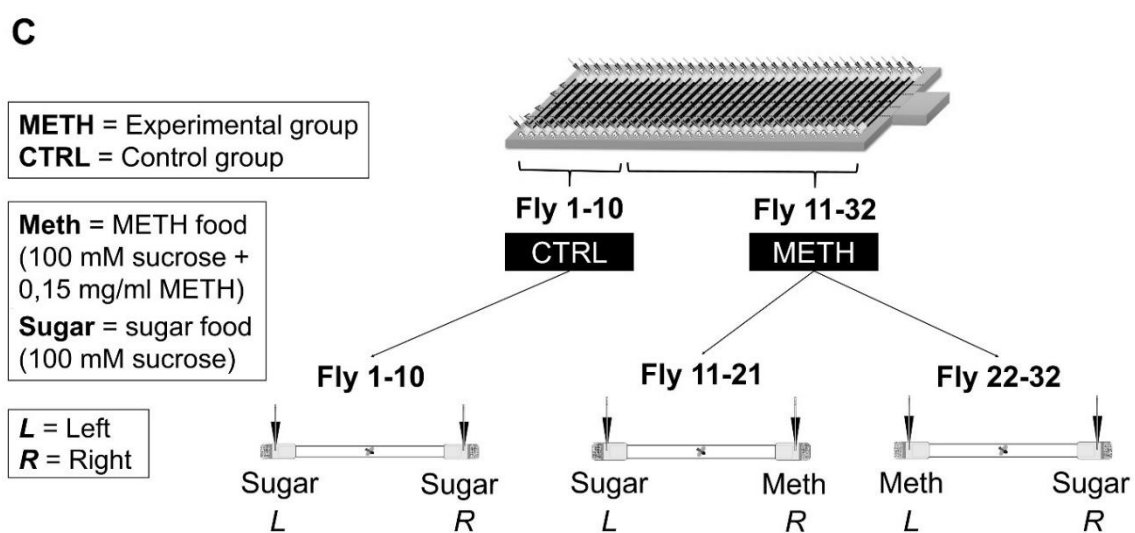 C
METH = Experimental group
CTRL = Control group
Meth = METH food
(100 mM sucrose +
0,15 mg/ml METH)
Sugar = sugar food
(100 mM sucrose)
L = Left
R = Right
Fly 1-10 Fly 11-32
CTRL METH
Fly 1-10 Fly 11-21 Fly 22-32
Sugar Sugar Sugar Meth Meth Sugar
L R L R L R